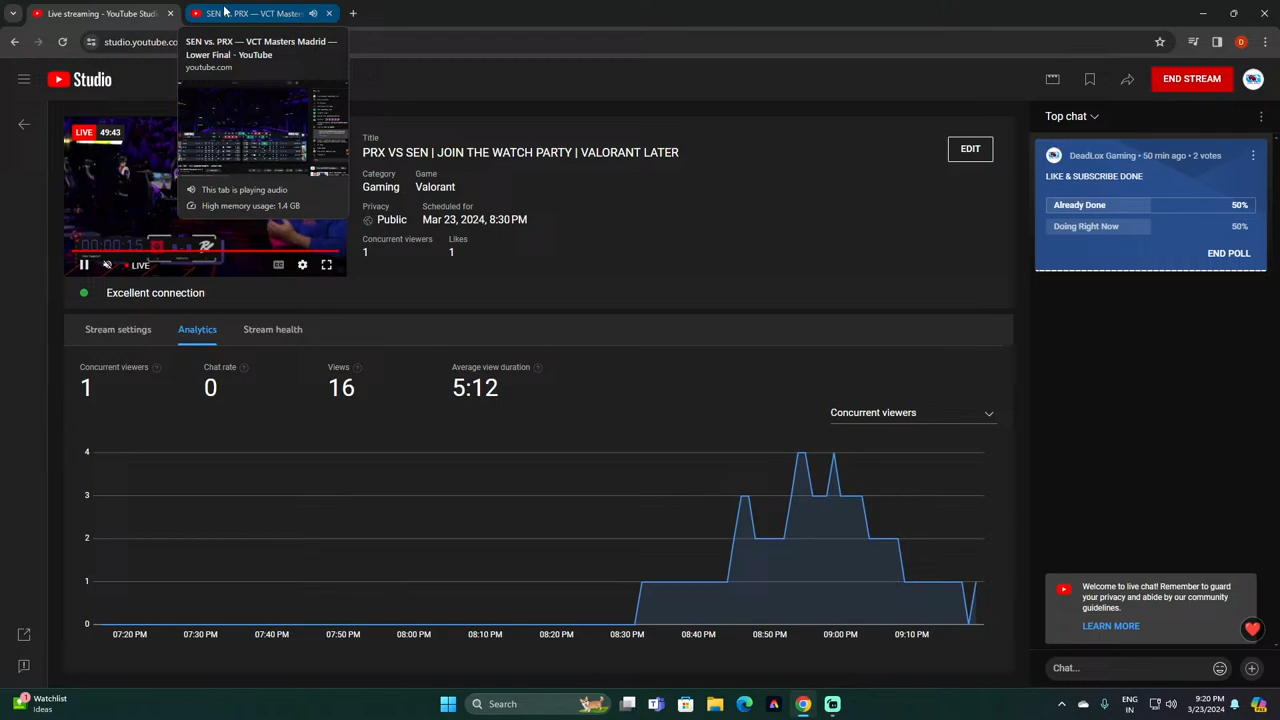 Live streaming - YouTube Studi
SEN vs. PRX — VCT Masters
studio.youtube.co
SEN vs. PRX — VCT Masters Madrid —
Lower Final - YouTube
youtube.com
This tab is playing audio
High memory usage: 1.4 GB
Studio
END STREAM
LIVE 49:43
LIVE
Title
PRX VS SEN | JOIN THE WATCH PARTY | VALORANT LATER
EDIT
Category
Game
Gaming
Valorant
Privacy
Scheduled for
Public
Mar 23, 2024, 8:30 PM
Concurrent viewers
Likes
1
1
Excellent connection
Stream settings
Analytics
Stream health
Concurrent viewers
Chat rate
Views
Average view duration
1
0
16
5:12
Concurrent viewers
4
3
2
1
0
07:20 PM
07:30 PM
07:40 PM
07:50 PM
08:00 PM
08:10 PM
08:20 PM
08:30 PM
08:40 PM
08:50 PM
09:00 PM
09:10 PM
Top chat
DeadLox Gaming • 50 min ago • 2 votes
LIKE & SUBSCRIBE DONE
Already Done 50%
Doing Right Now 50%
END POLL
Welcome to live chat! Remember to guard
your privacy and abide by our community
guidelines.
LEARN MORE
Chat...
1
Watchlist
Ideas
Search
ENG
IN
9:20 PM
3/23/2024